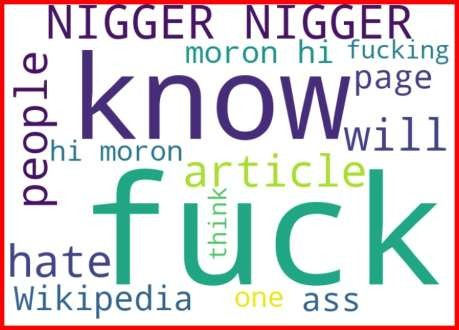 NIGGER NIGGER
moron hi fucking
know page
people will
hi moron
article
fuck
think
hate
Wikipedia one ass